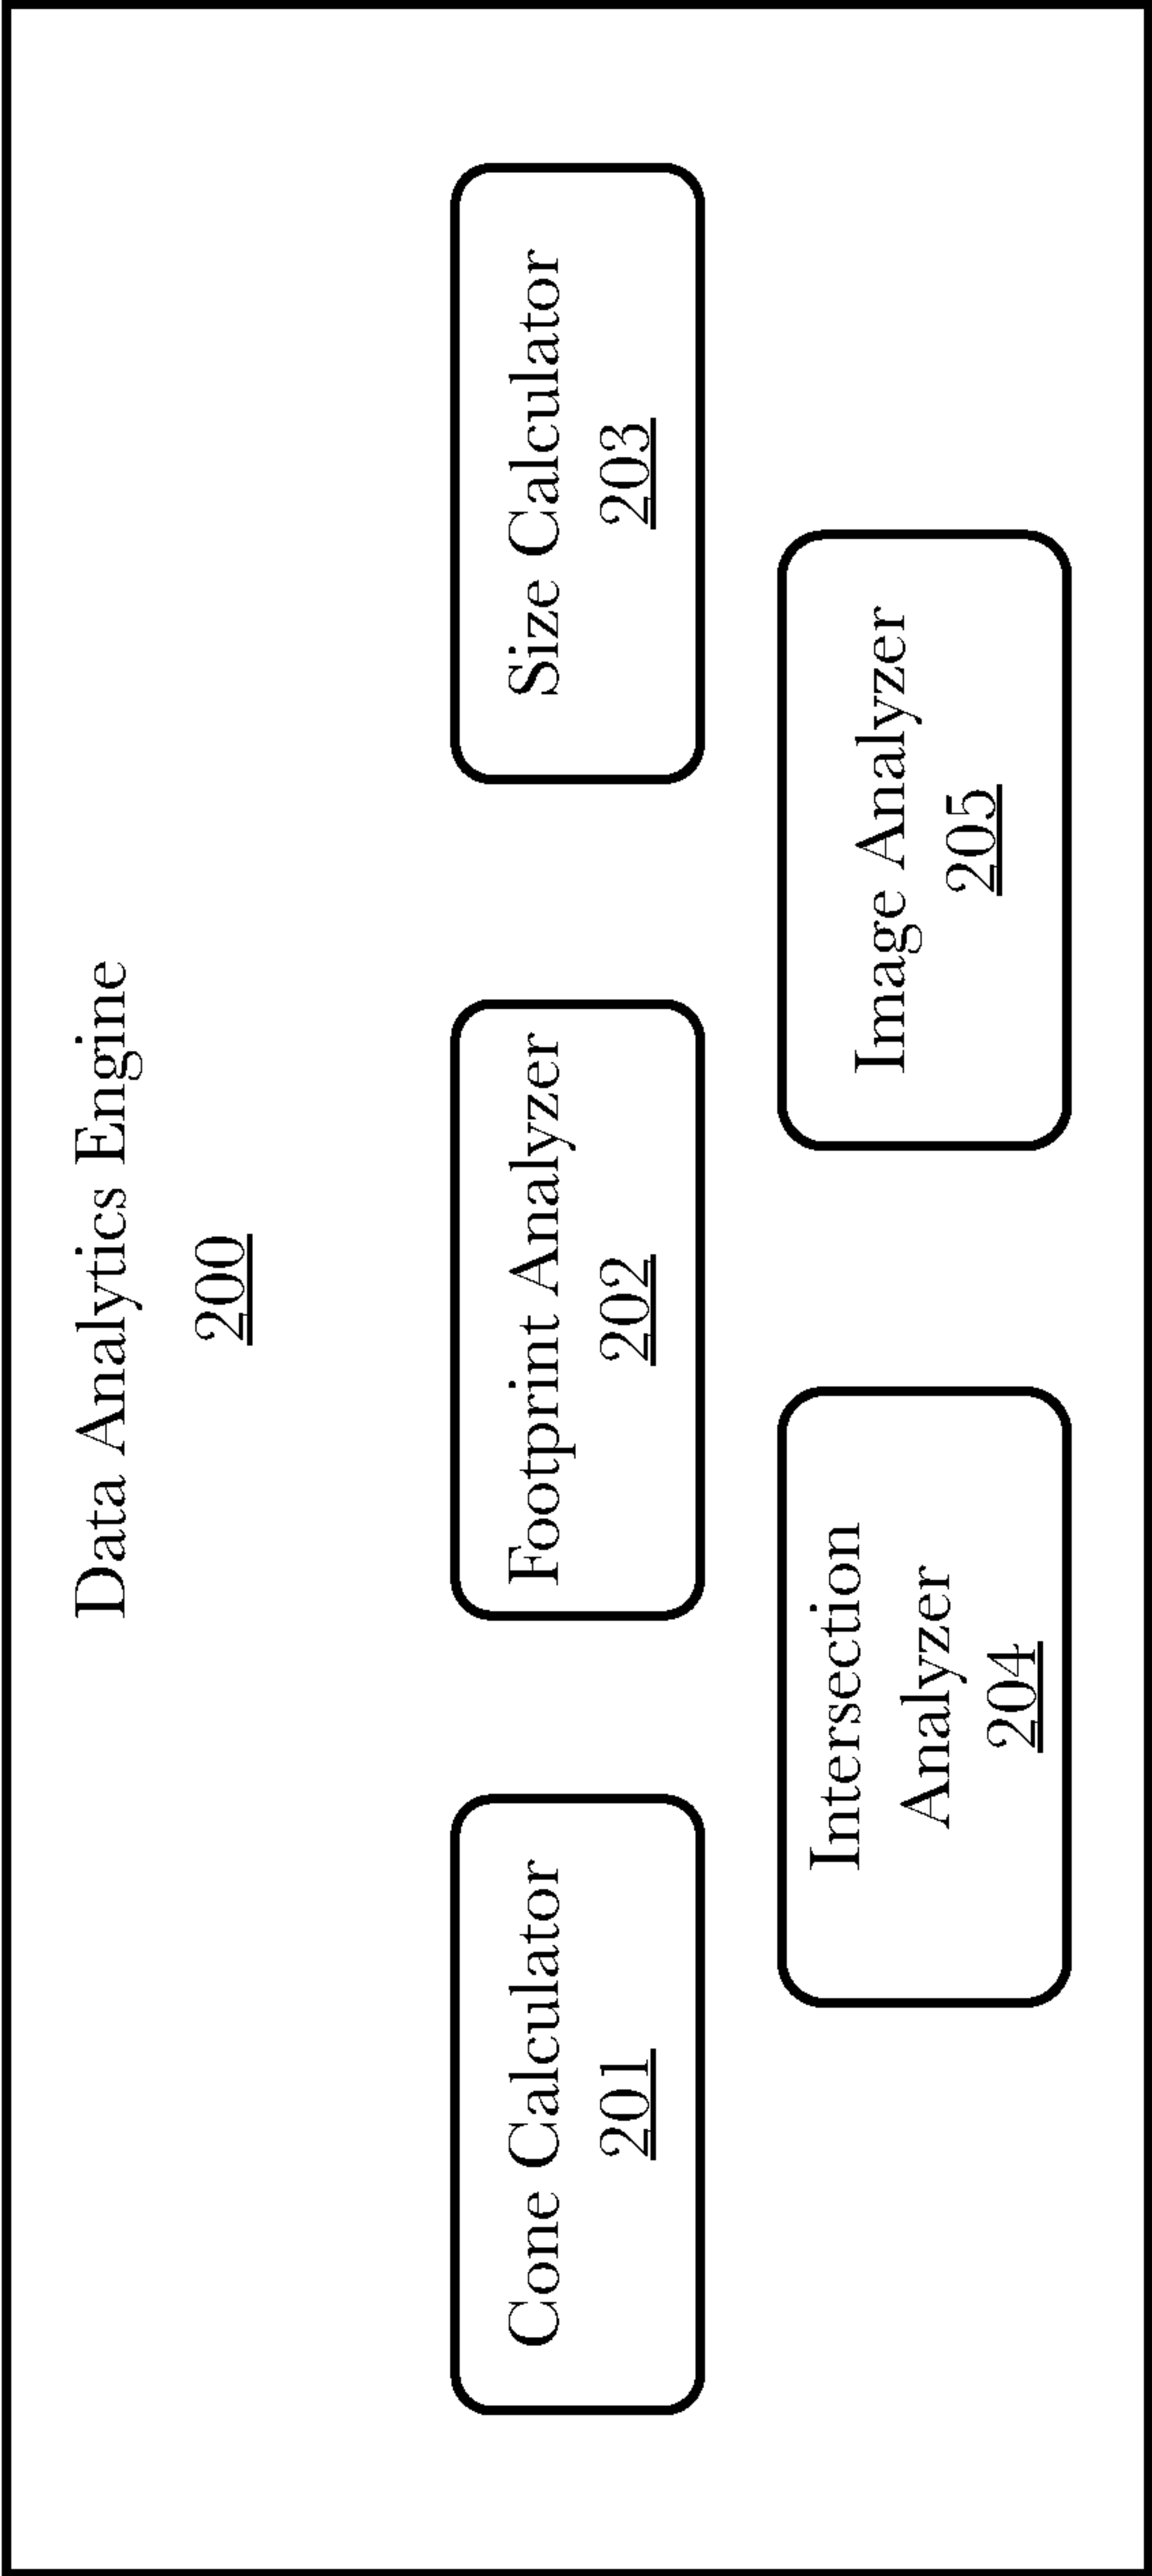 Data Analytics Engine
200
Cone Calculator
201
Footprint Analyzer
202
Size Calculator
203
Intersection
Analyzer
204
Image Analyzer
205